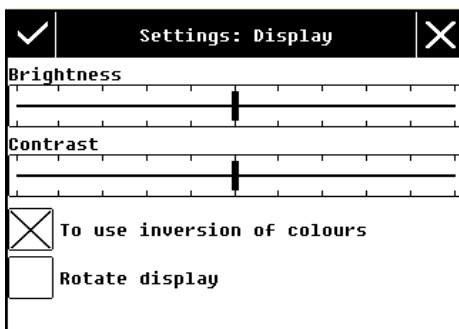 Settings: Display
Brightness
Contrast
To use inversion of colours
Rotate display